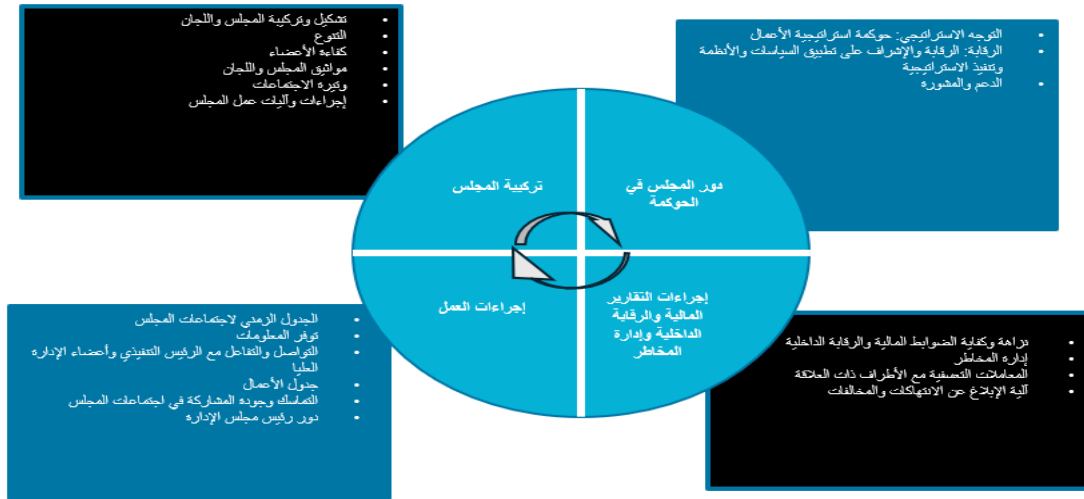 التوجه الاستراتيجي: حوكمة استراتيجية الأعمال
الرقابة: الرقابة والإشراف على تطبيق السياسات والأنظمة
وتنفيذ الاستراتيجية
الدعم والمشورة
تشكيل وتركيبة المجلس واللجان
التنوع
كفاءة الأعضاء
مواثيق المجلس واللجان
وتيرة الاجتماعات
إجراءات وآليات عمل المجلس
دور المجلس في
الحوكمة
تركيبة المجلس
إجراءات التقارير
المالية والرقابة
الداخلية وإدارة
المخاطر
إجراءات العمل
نزاهة وكفاية الضوابط المالية والرقابة الداخلية
إدارة المخاطر
المعاملات التعسفية مع الأطراف ذات العلاقة
آلية الإبلاغ عن الانتهاكات والمخالفات
الجدول الزمني لاجتماعات المجلس
توفر المعلومات
التواصل والتفاعل مع الرئيس التنفيذي وأعضاء الإدارة
العليا
جدول الأعمال
التماسك وجودة المشاركة في اجتماعات المجلس
دور رئيس مجلس الإدارة